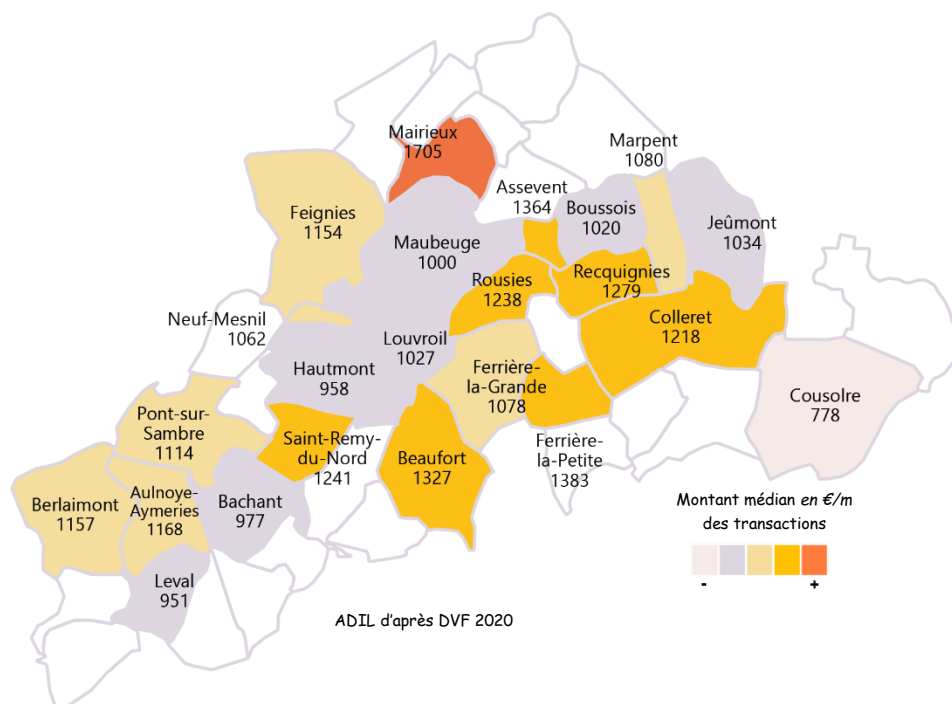 Mairieux
1705
Marpent
1080
Assevent
1364
Feignies
1154
Boussois
1020
Jeûmont
1034
Maubeuge
1000
Rousies
1238
Recquignies
1279
Neuf-Mesnil
1062
Louvroil
1027
Colleret
1218
Hautmont
958
Ferrière-
la-Grande
1078
Cousolre
778
Pont-sur-
Sambre
1114
Saint-Remy-
du-Nord
1241
Beaufort
1327
Ferrière-
la-Petite
1383
Berlaimont
1157
Aulnoye-
Aymeries
1168
Bachant
977
Leval
951
Montant médian en €/m
des transactions
- +
ADIL d'après DVF 2020